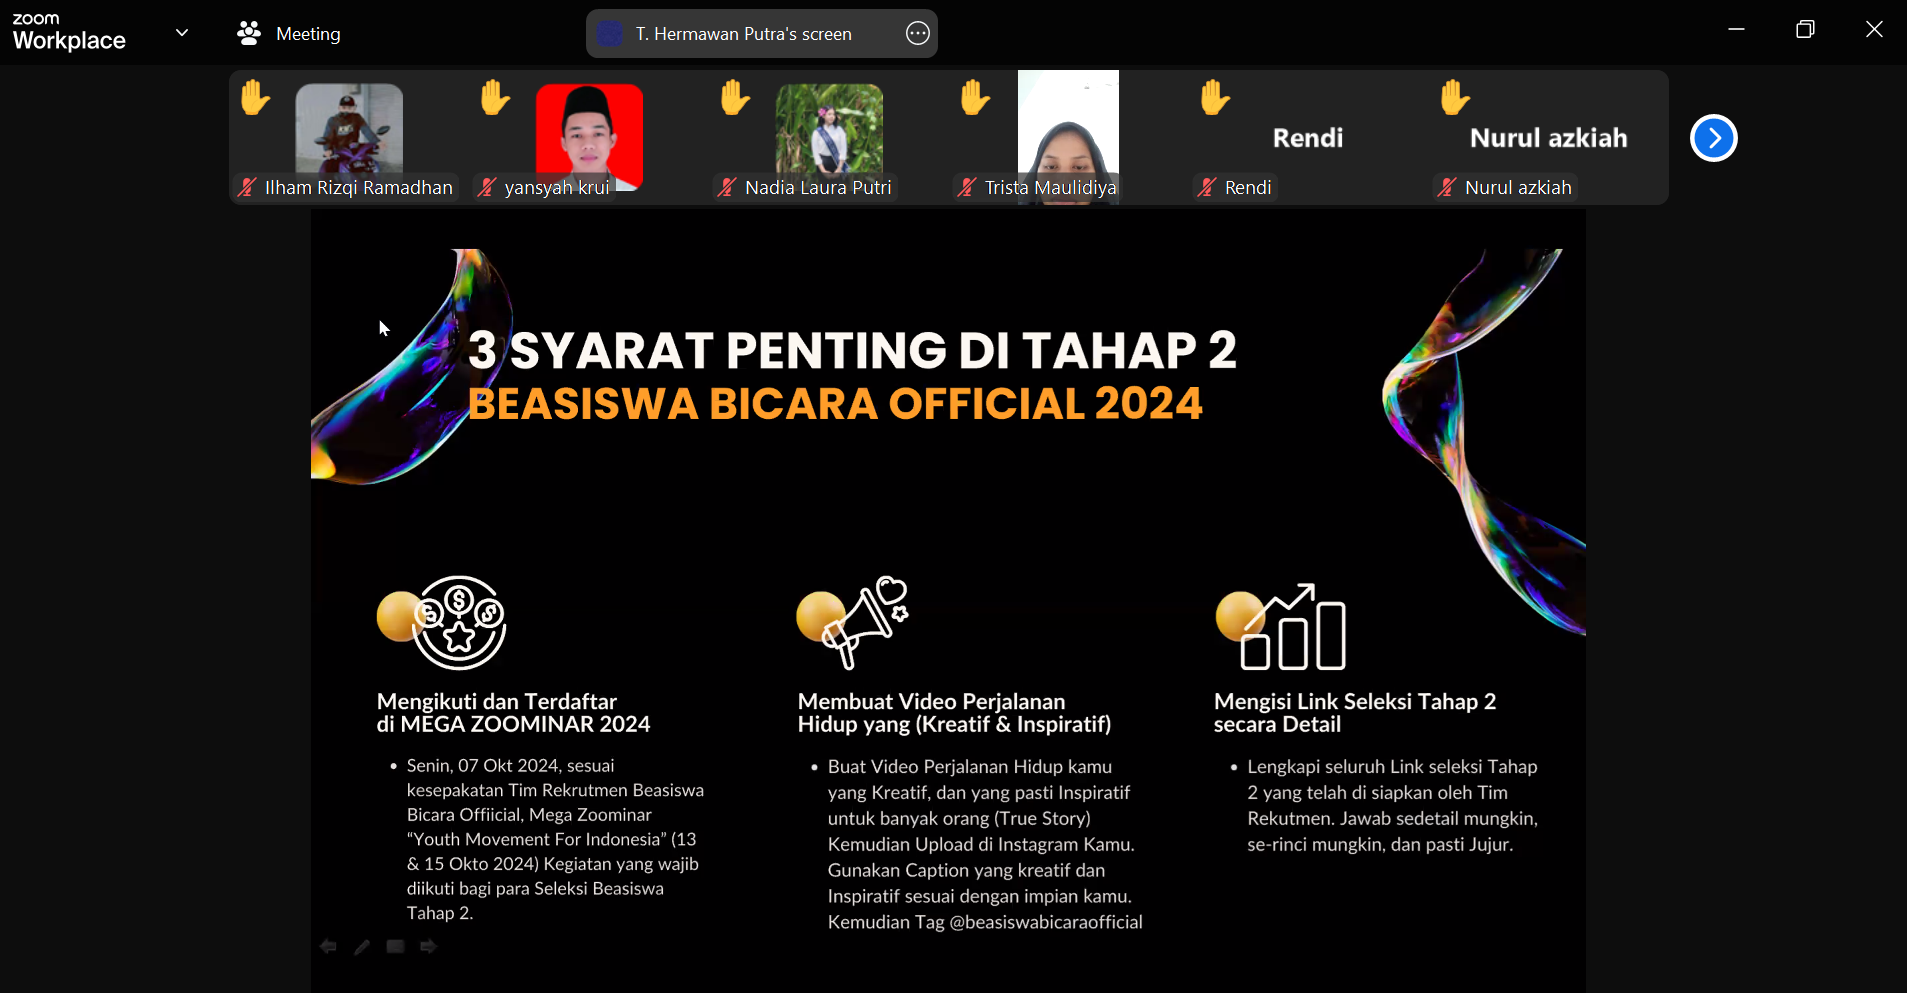 zoom
Workplace
Meeting
T. Hermawan Putra's screen
Rendi
Nurul azkiah
Ilham Rizqi Ramadhan
yansyah krui
Nadia Laura Putri
Trista Maulidiya
Rendi
Nurul azkiah
3 SYARAT PENTING DI TAHAP 2
BEASISWA BICARA OFFICIAL 2024
Mengikuti dan Terdaftar
di MEGA ZOOMINAR 2024
• Senin, 07 Okt 2024, sesuai
kesepakatan Tim Rekrutmen Beasiswa
Bicara Offiicial, Mega Zoominar
“Youth Movement For Indonesia” (13
& 15 Okto 2024) Kegiatan yang wajib
diikuti bagi para Seleksi Beasiswa
Tahap 2.
Membuat Video Perjalanan
Hidup yang (Kreatif & Inspiratif)
• Buat Video Perjalanan Hidup kamu
yang Kreatif, dan yang pasti Inspiratif
untuk banyak orang (True Story)
Kemudian Upload di Instagram Kamu.
Gunakan Caption yang kreatif dan
Inspiratif sesuai dengan impian kamu.
Kemudian Tag @beasiswabicaraofficial
Mengisi Link Seleksi Tahap 2
secara Detail
• Lengkapi seluruh Link seleksi Tahap
2 yang telah di siapkan oleh Tim
Rekutmen. Jawab sedetail mungkin,
se-rinci mungkin, dan pasti Jujur.